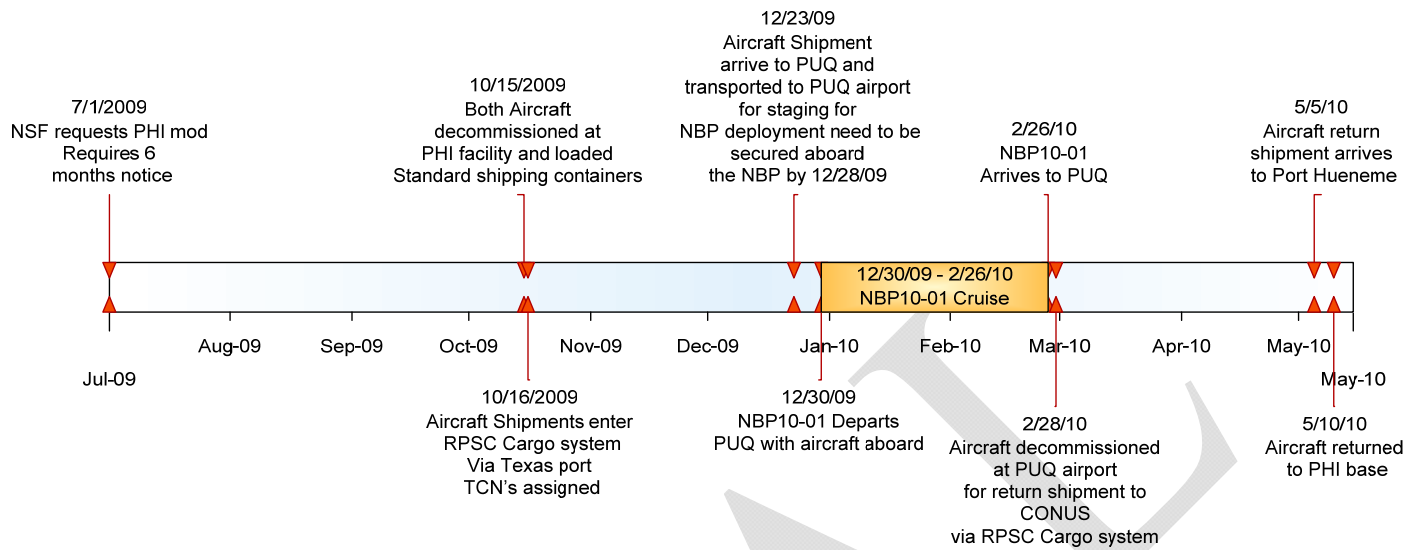 7/1/2009
NSF requests PHI mod
Requires 6
months notice
10/15/2009
Both Aircraft
decommissioned at
PHI facility and loaded
Standard shipping containers
12/23/09
Aircraft Shipment
arrive to PUQ and
transported to PUQ airport
for staging for
NBP deployment need to be
secured aboard
the NBP by 12/28/09
2/26/10
NBP10-01
Arrives to PUQ
5/5/10
Aircraft return
shipment arrives
to Port Hueneme
12/30/09 - 2/26/10
NBP10-01 Cruise
Jul-09
Aug-09
Sep-09
Oct-09
Nov-09
Dec-09
Jan-10
Feb-10
Mar-10
Apr-10
May-10
May-10
10/16/2009
Aircraft Shipments enter
RPSC Cargo system
Via Texas port
TCN's assigned
12/30/09
NBP10-01 Departs
PUQ with aircraft aboard
2/28/10
Aircraft decommissioned
at PUQ airport
for return shipment to
CONUS
via RPSC Cargo system
5/10/10
Aircraft returned
to PHI base